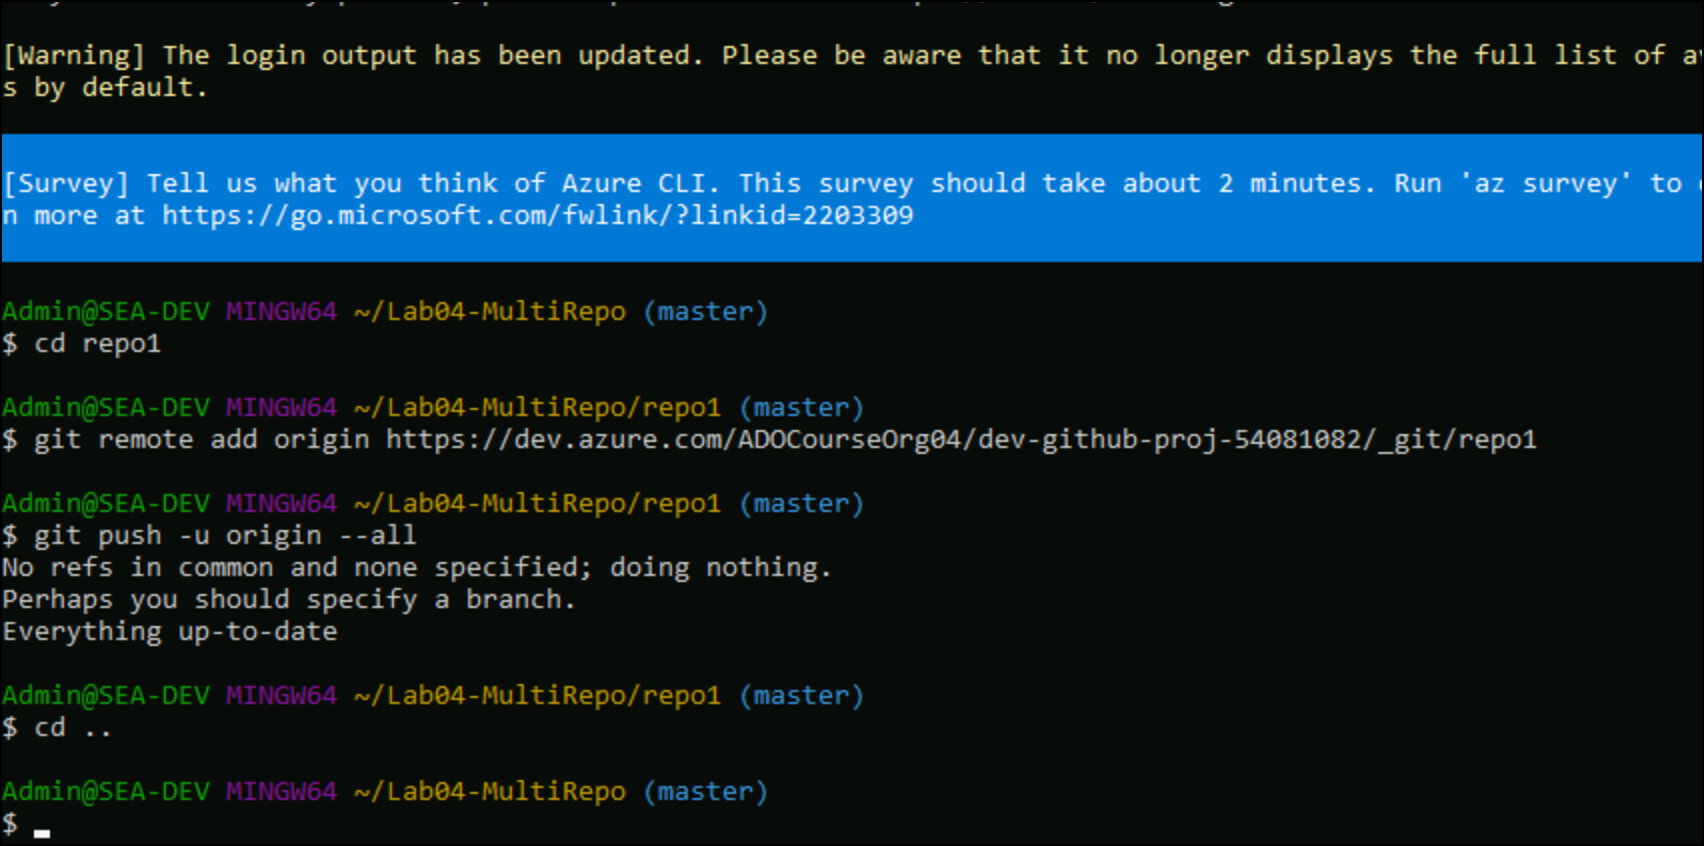 [Warning] The login output has been updated. Please be aware that it no longer displays the full list of
s by default.
[Survey] Tell us what you think of Azure CLI. This survey should take about 2 minutes. Run 'az survey' to
n more at https://go.microsoft.com/fwlink/?linkid=2203309
Admin@SEA-DEV MINGW64 ~/Lab04-MultiRepo (master)
$ cd repo1
Admin@SEA-DEV MINGW64 ~/Lab04-MultiRepo/repo1 (master)
$ git remote add origin https://dev.azure.com/ADOCourseOrg04/dev-github-proj-54081082/_git/repo1
Admin@SEA-DEV MINGW64 ~/Lab04-MultiRepo/repo1 (master)
$ git push -u origin --all
No refs in common and none specified; doing nothing.
Perhaps you should specify a branch.
Everything up-to-date
Admin@SEA-DEV MINGW64 ~/Lab04-MultiRepo/repo1 (master)
$ cd ..
Admin@SEA-DEV MINGW64 ~/Lab04-MultiRepo (master)
$